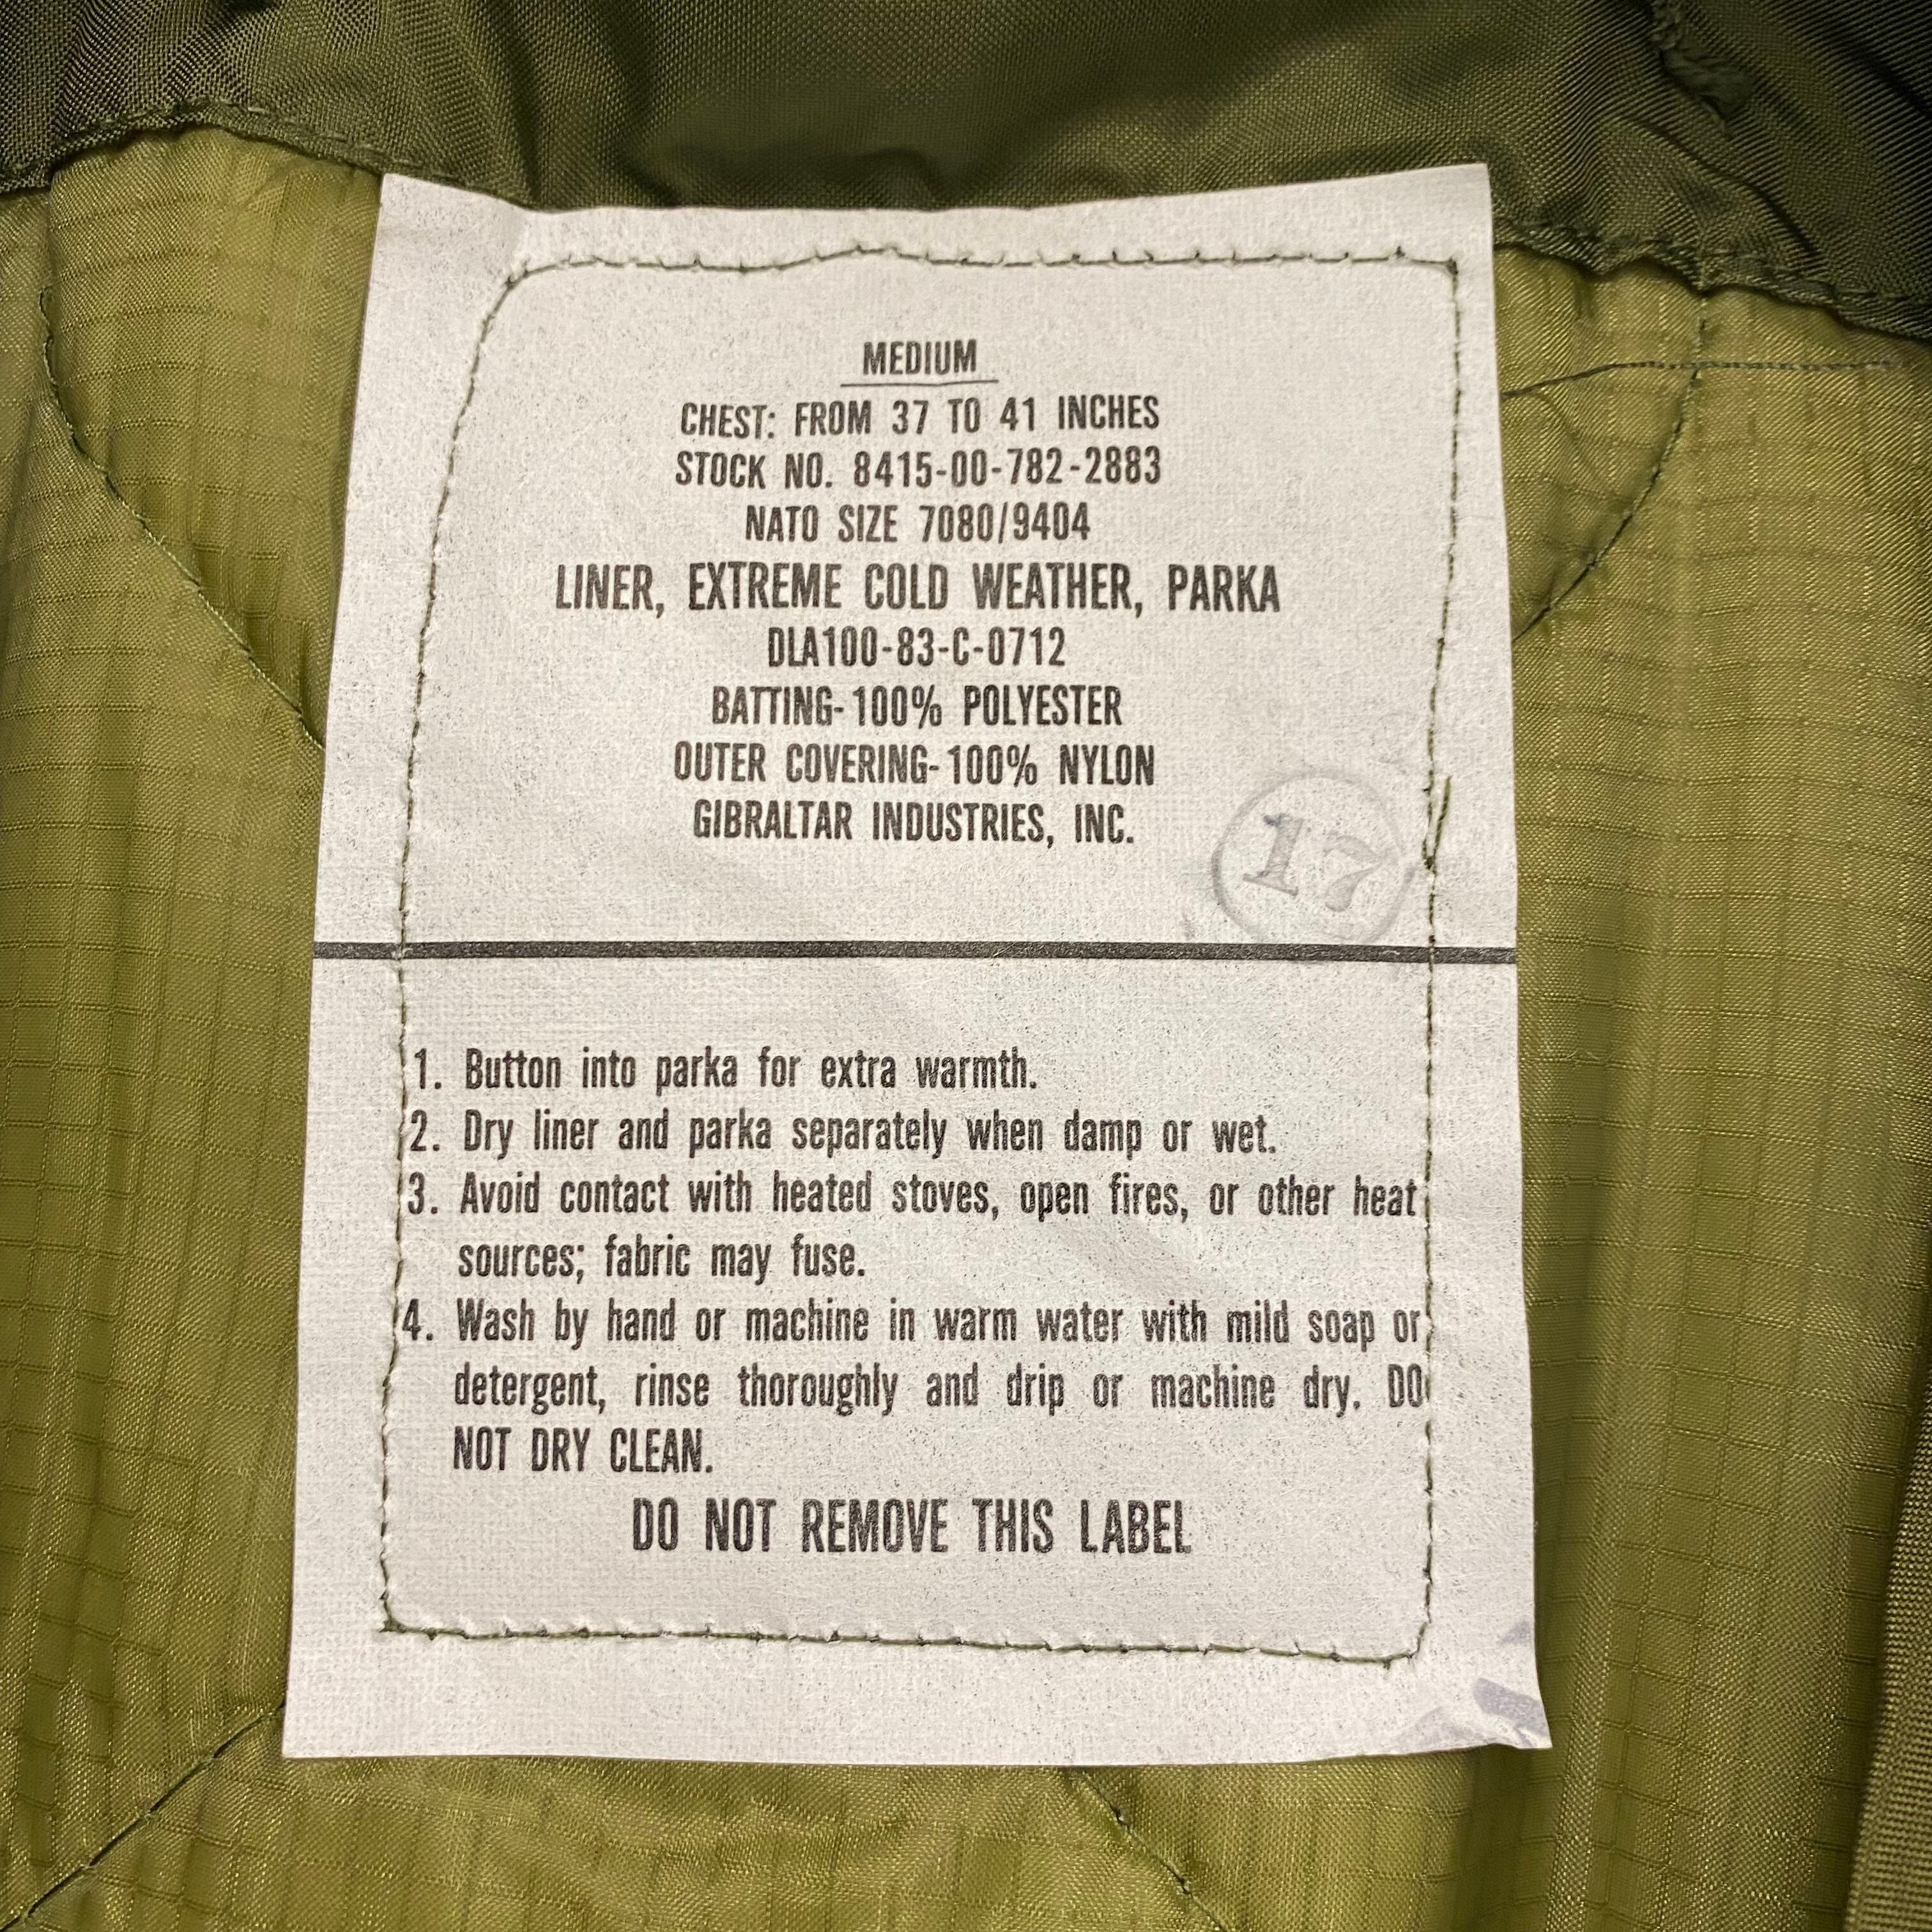 MEDIUM
CHEST: FROM 37 TO 41 INCHES
STOCK NO. 8415-00-782-2883
NATO SIZE 7080/9404
LINER, EXTREME COLD WEATHER, PARKA
DLA100-83-C-0712
BATTING-100% POLYESTER
OUTER COVERING-100% NYLON
GIBRALTAR INDUSTRIES, INC.
17
1. Button into parka for extra warmth.
2. Dry liner and parka separately when damp or wet.
3. Avoid contact with heated stoves, open fires, or other heat
sources; fabric may fuse.
4. Wash by hand or machine in warm water with mild soap or
detergent, rinse thoroughly and drip or machine dry. DO
NOT DRY CLEAN.
DO NOT REMOVE THIS LABEL